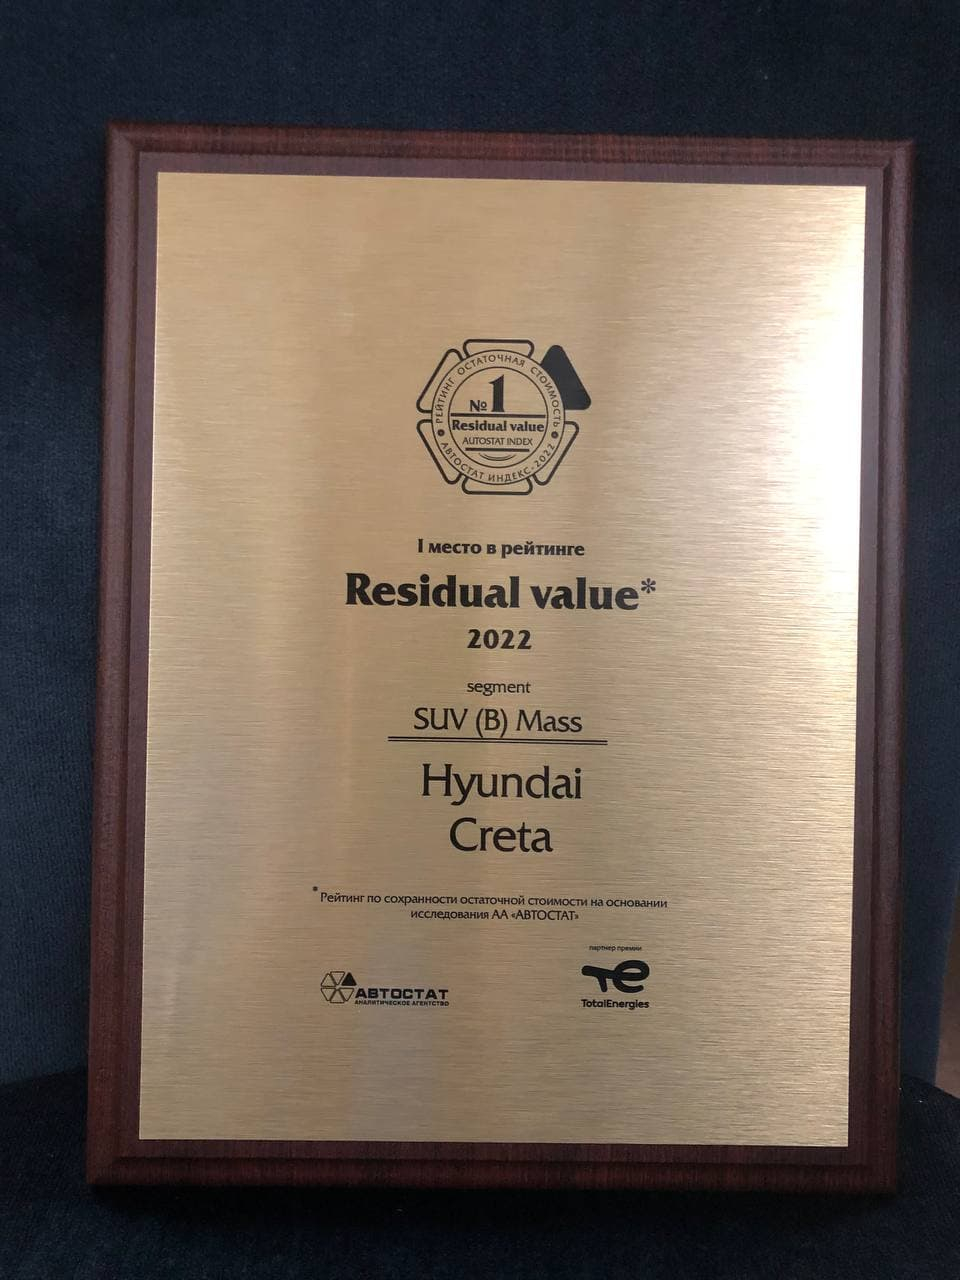 РЕЙТИНГ ОСТАТОЧНАЯ СТОИМОСТЬ
№1
Residual value
AUTOSTAT INDEX
АВТОСТАТ ИНДЕКС-2022
I место в рейтинге
Residual value*
2022
segment
SUV (B) Mass
Hyundai
Creta
* Рейтинг по сохранности остаточной стоимости на основании
исследования АА «АВТОСТАТ»
партнер премии
АВТОСТАТ
АНАЛИТИЧЕСКОЕ АГЕНТСТВО
TotalEnergies